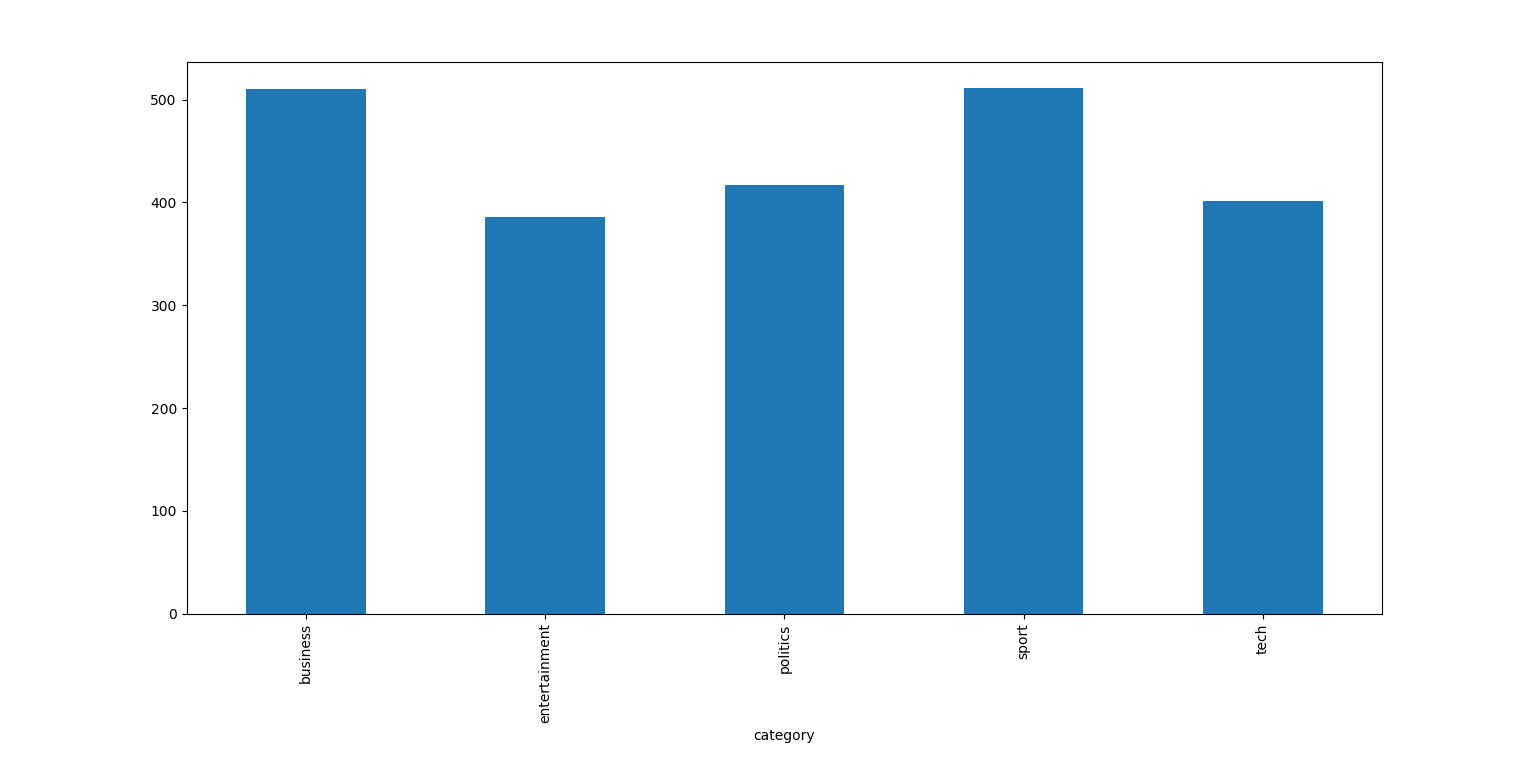 500
400
300
200
100
0
business
entertainment
politics
sport
tech
category